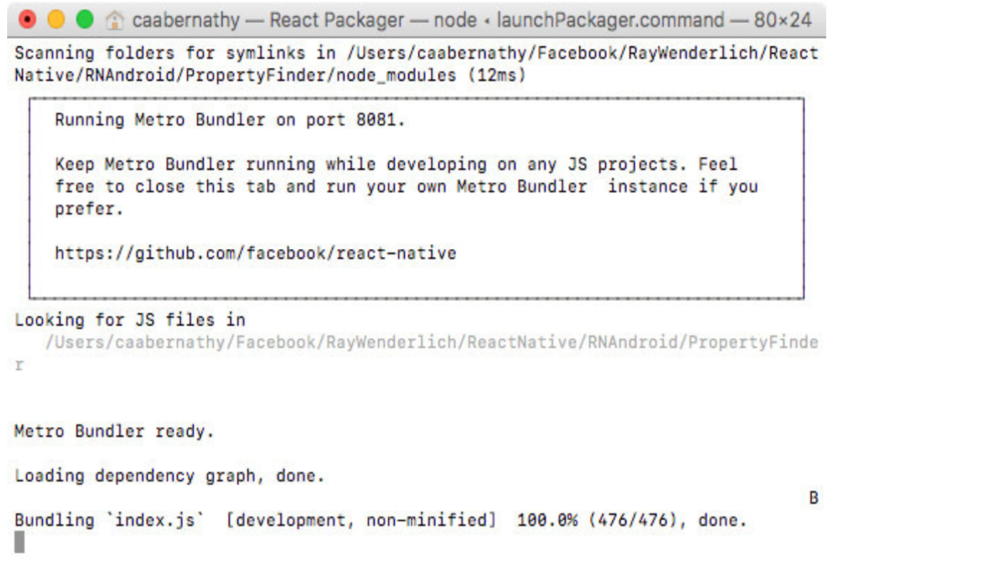 caabernathy — React Packager — node ◂ launchPackager.command — 80×24
Scanning folders for symlinks in /Users/caabernathy/Facebook/RayWenderlich/React
Native/RNAndroid/PropertyFinder/node_modules (12ms)
Running Metro Bundler on port 8081.
Keep Metro Bundler running while developing on any JS projects. Feel
free to close this tab and run your own Metro Bundler  instance if you
prefer.
https://github.com/facebook/react-native
Looking for JS files in
/Users/caabernathy/Facebook/RayWenderlich/ReactNative/RNAndroid/PropertyFinde
r
Metro Bundler ready.
Loading dependency graph, done.
B
Bundling `index.js`  [development, non-minified]  100.0% (476/476), done.